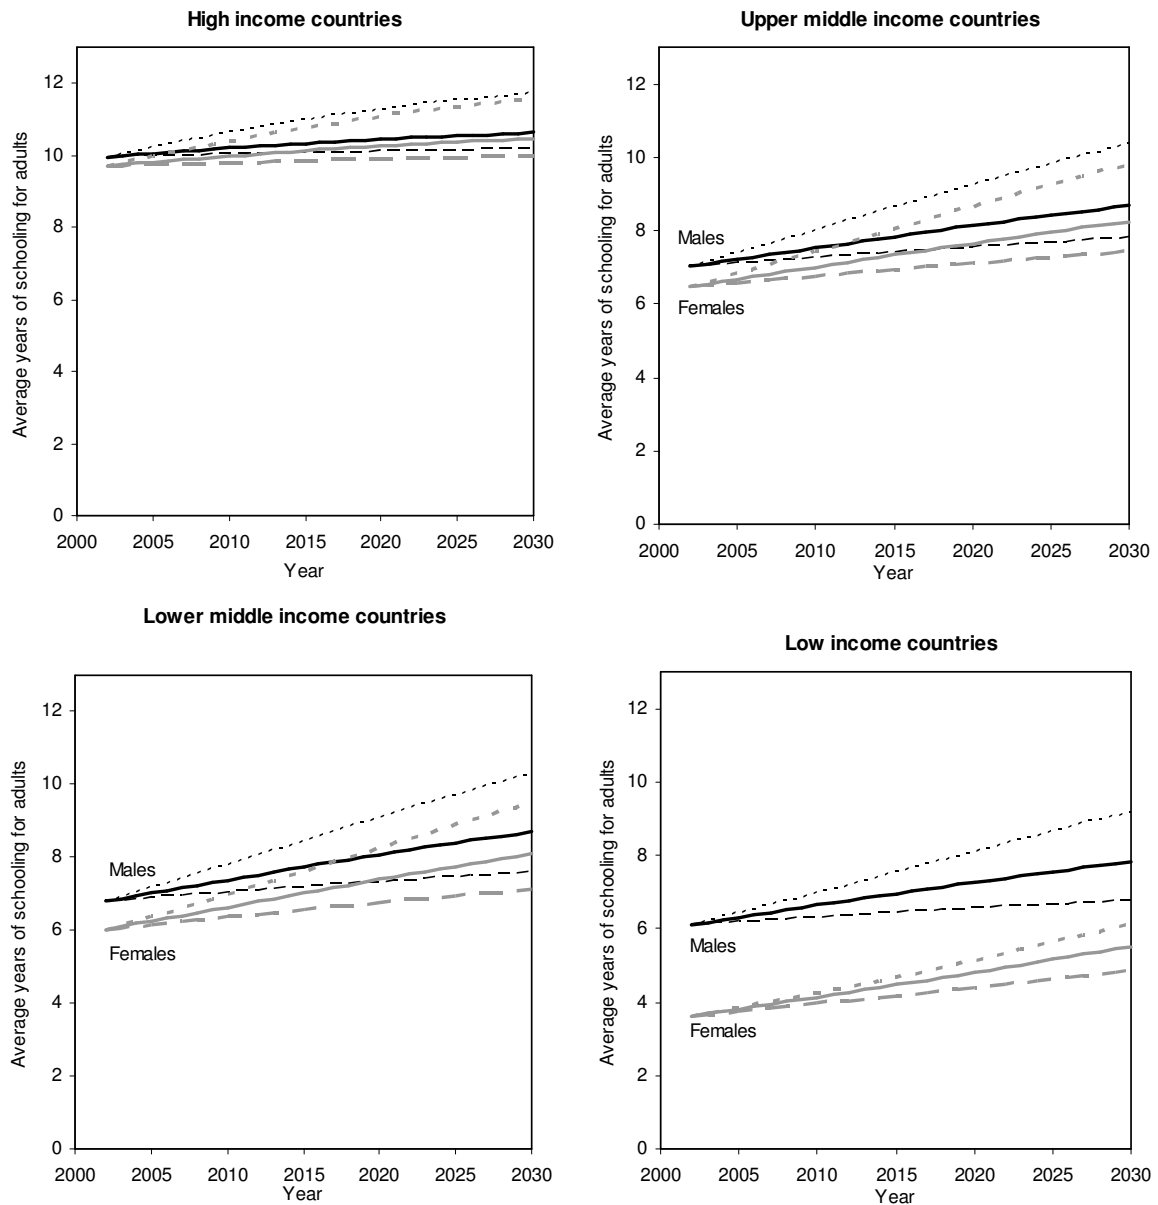 High income countries
12
10
8
6
4
2
0
2000 2005 2010 2015 2020 2025 2030
Year
Average years of schooling for adults
Upper middle income countries
12
10
8
6
4
2
0
Males
Females
2000 2005 2010 2015 2020 2025 2030
Year
Average years of schooling for adults
Lower middle income countries
12
10
8
6
4
2
0
Males
Females
2000 2005 2010 2015 2020 2025 2030
Year
Average years of schooling for adults
Low income countries
12
10
8
6
4
2
0
Males
Females
2000 2005 2010 2015 2020 2025 2030
Year
Average years of schooling for adults